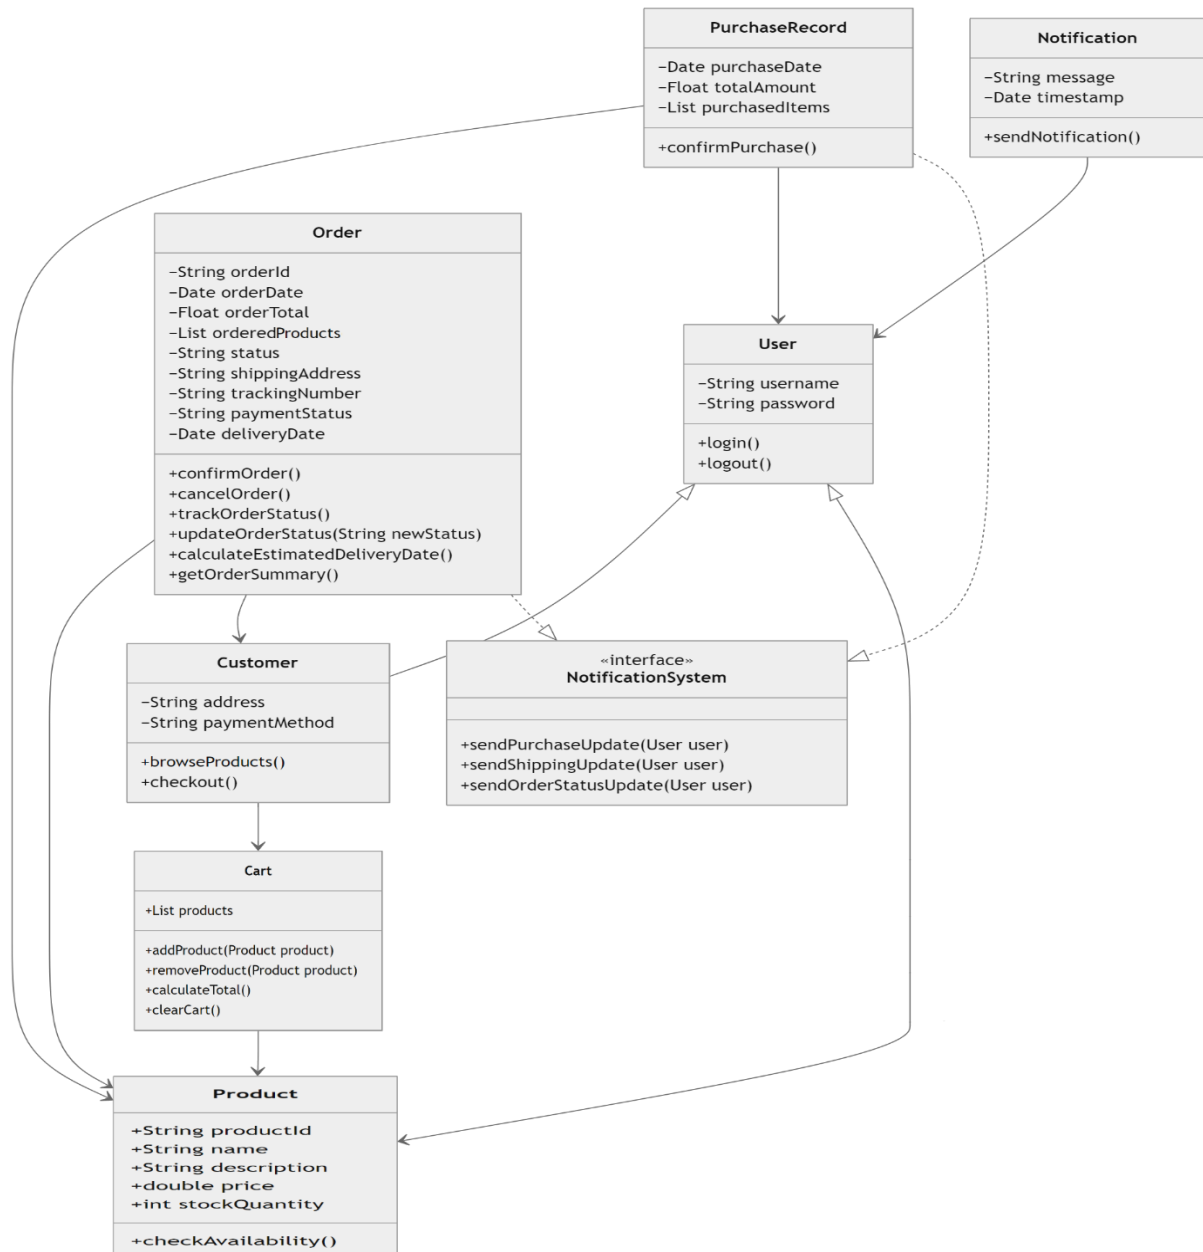 PurchaseRecord
–Date purchaseDate
–Float totalAmount
–List purchasedItems
+confirmPurchase()
Notification
–String message
–Date timestamp
+sendNotification()
Order
–String orderId
–Date orderDate
–Float orderTotal
–List orderedProducts
–String status
–String shippingAddress
–String trackingNumber
–String paymentStatus
–Date deliveryDate
+confirmOrder()
+cancelOrder()
+trackOrderStatus()
+updateOrderStatus(String newStatus)
+calculateEstimatedDeliveryDate()
+getOrderSummary()
User
–String username
–String password
+login()
+logout()
Customer
–String address
–String paymentMethod
+browseProducts()
+checkout()
«interface»
NotificationSystem
+sendPurchaseUpdate(User user)
+sendShippingUpdate(User user)
+sendOrderStatusUpdate(User user)
Cart
+List products
+addProduct(Product product)
+removeProduct(Product product)
+calculateTotal()
+clearCart()
Product
+String productId
+String name
+String description
+double price
+int stockQuantity
+checkAvailability()